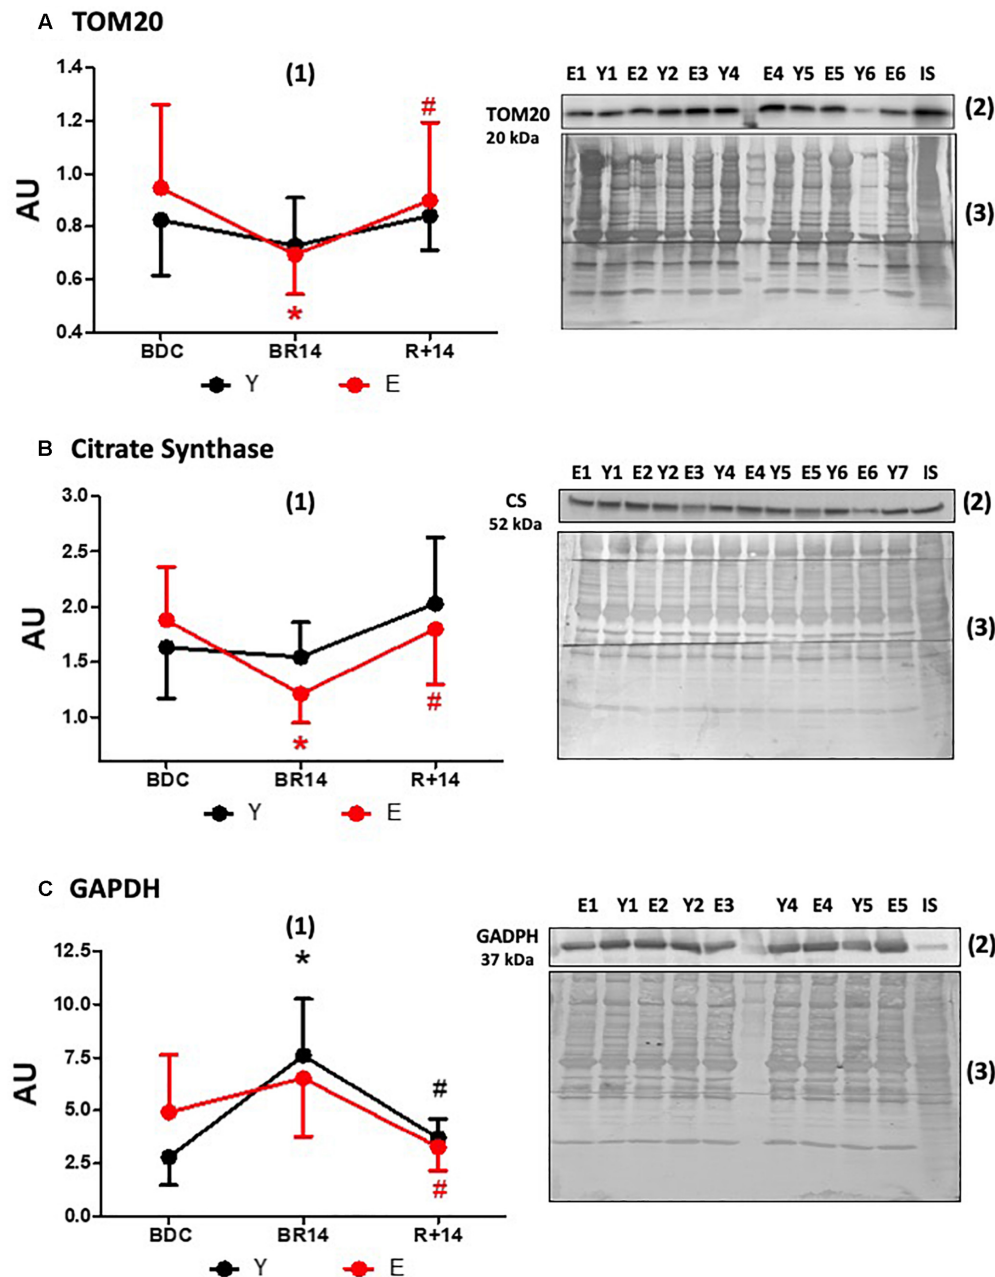 A TOM20
(1)
1.4
1.2
1.0
0.8
0.6
0.4
AU
#
*
BDC BR14 R+14
Y E
E1 Y1 E2 Y2 E3 Y4 E4 Y5 E5 Y6 E6 IS
TOM20
20 kDa
(2)
(3)
B Citrate Synthase
(1)
3.0
2.5
2.0
1.5
1.0
AU
#
*
BDC BR14 R+14
Y E
E1 Y1 E2 Y2 E3 Y4 E4 Y5 E5 Y6 E6 Y7 IS
CS
52 kDa
(2)
(3)
C GAPDH
(1)
*
12.5
10.0
7.5
5.0
2.5
0.0
AU
#
#
BDC BR14 R+14
Y E
E1 Y1 E2 Y2 E3 Y4 E4 Y5 E5 IS
GADPH
37 kDa
(2)
(3)